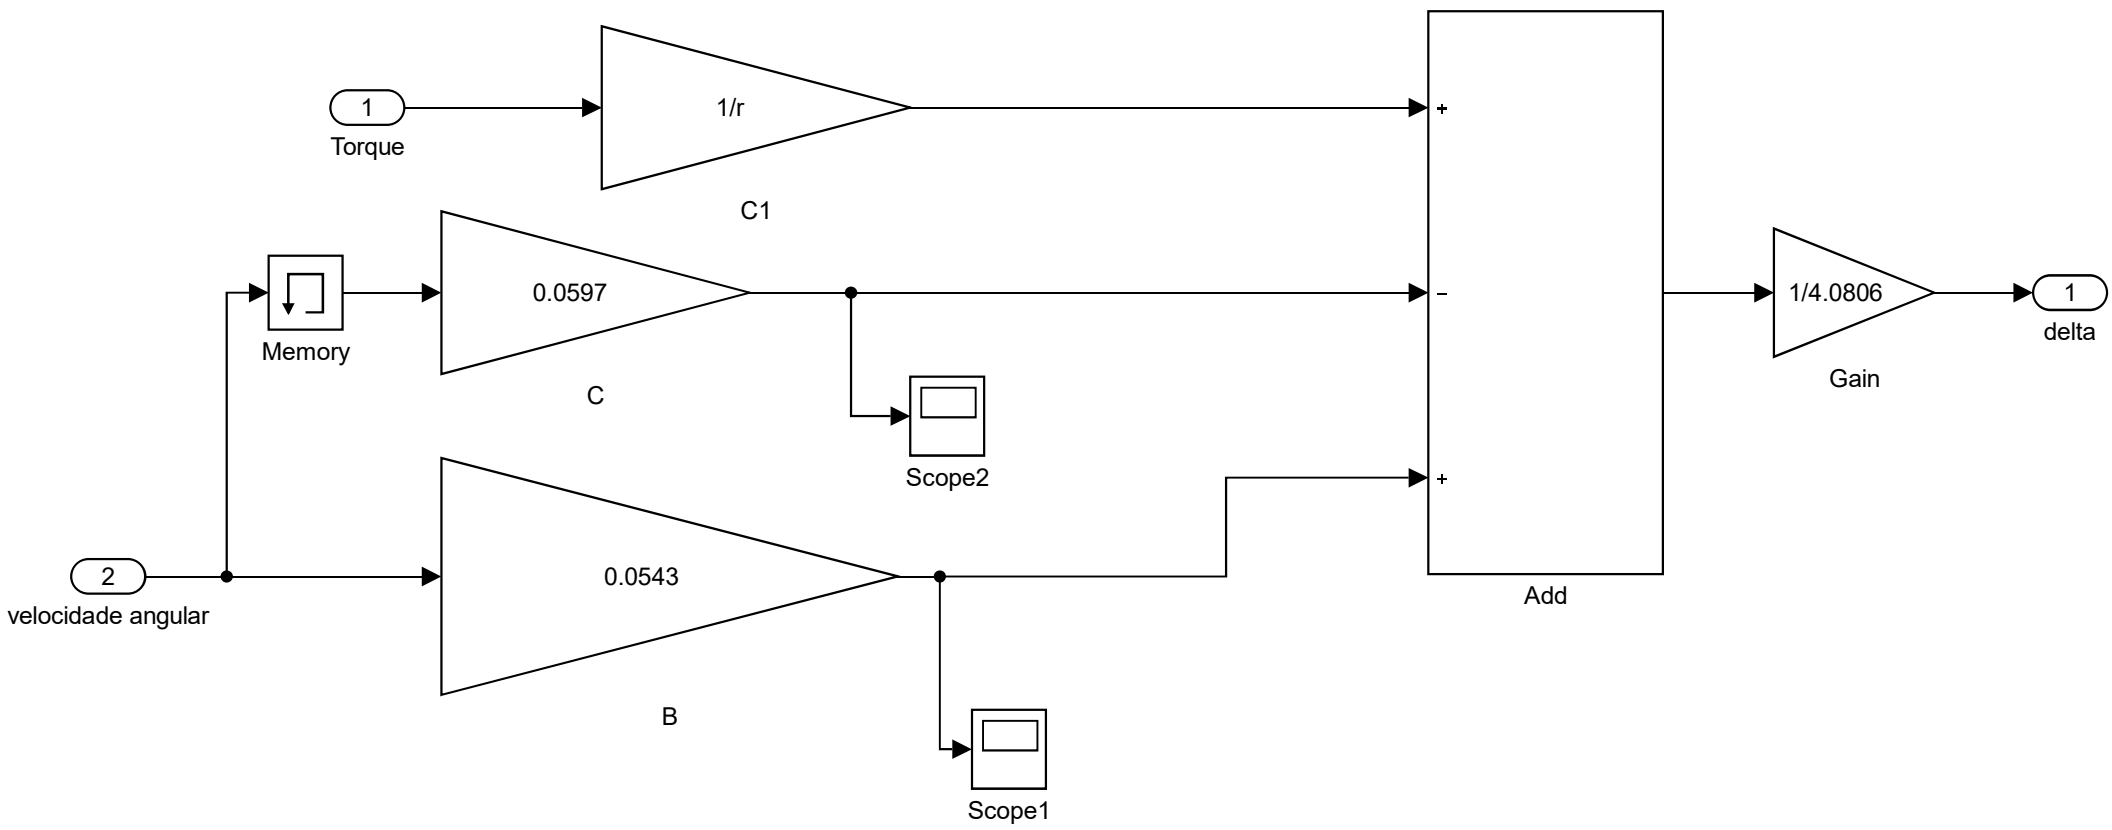 1/r
1
+
Torque
C1
0.0597
−
1/4.0806
1
delta
Memory
Gain
C
Scope2
+
0.0543
2
Add
velocidade angular
B
Scope1